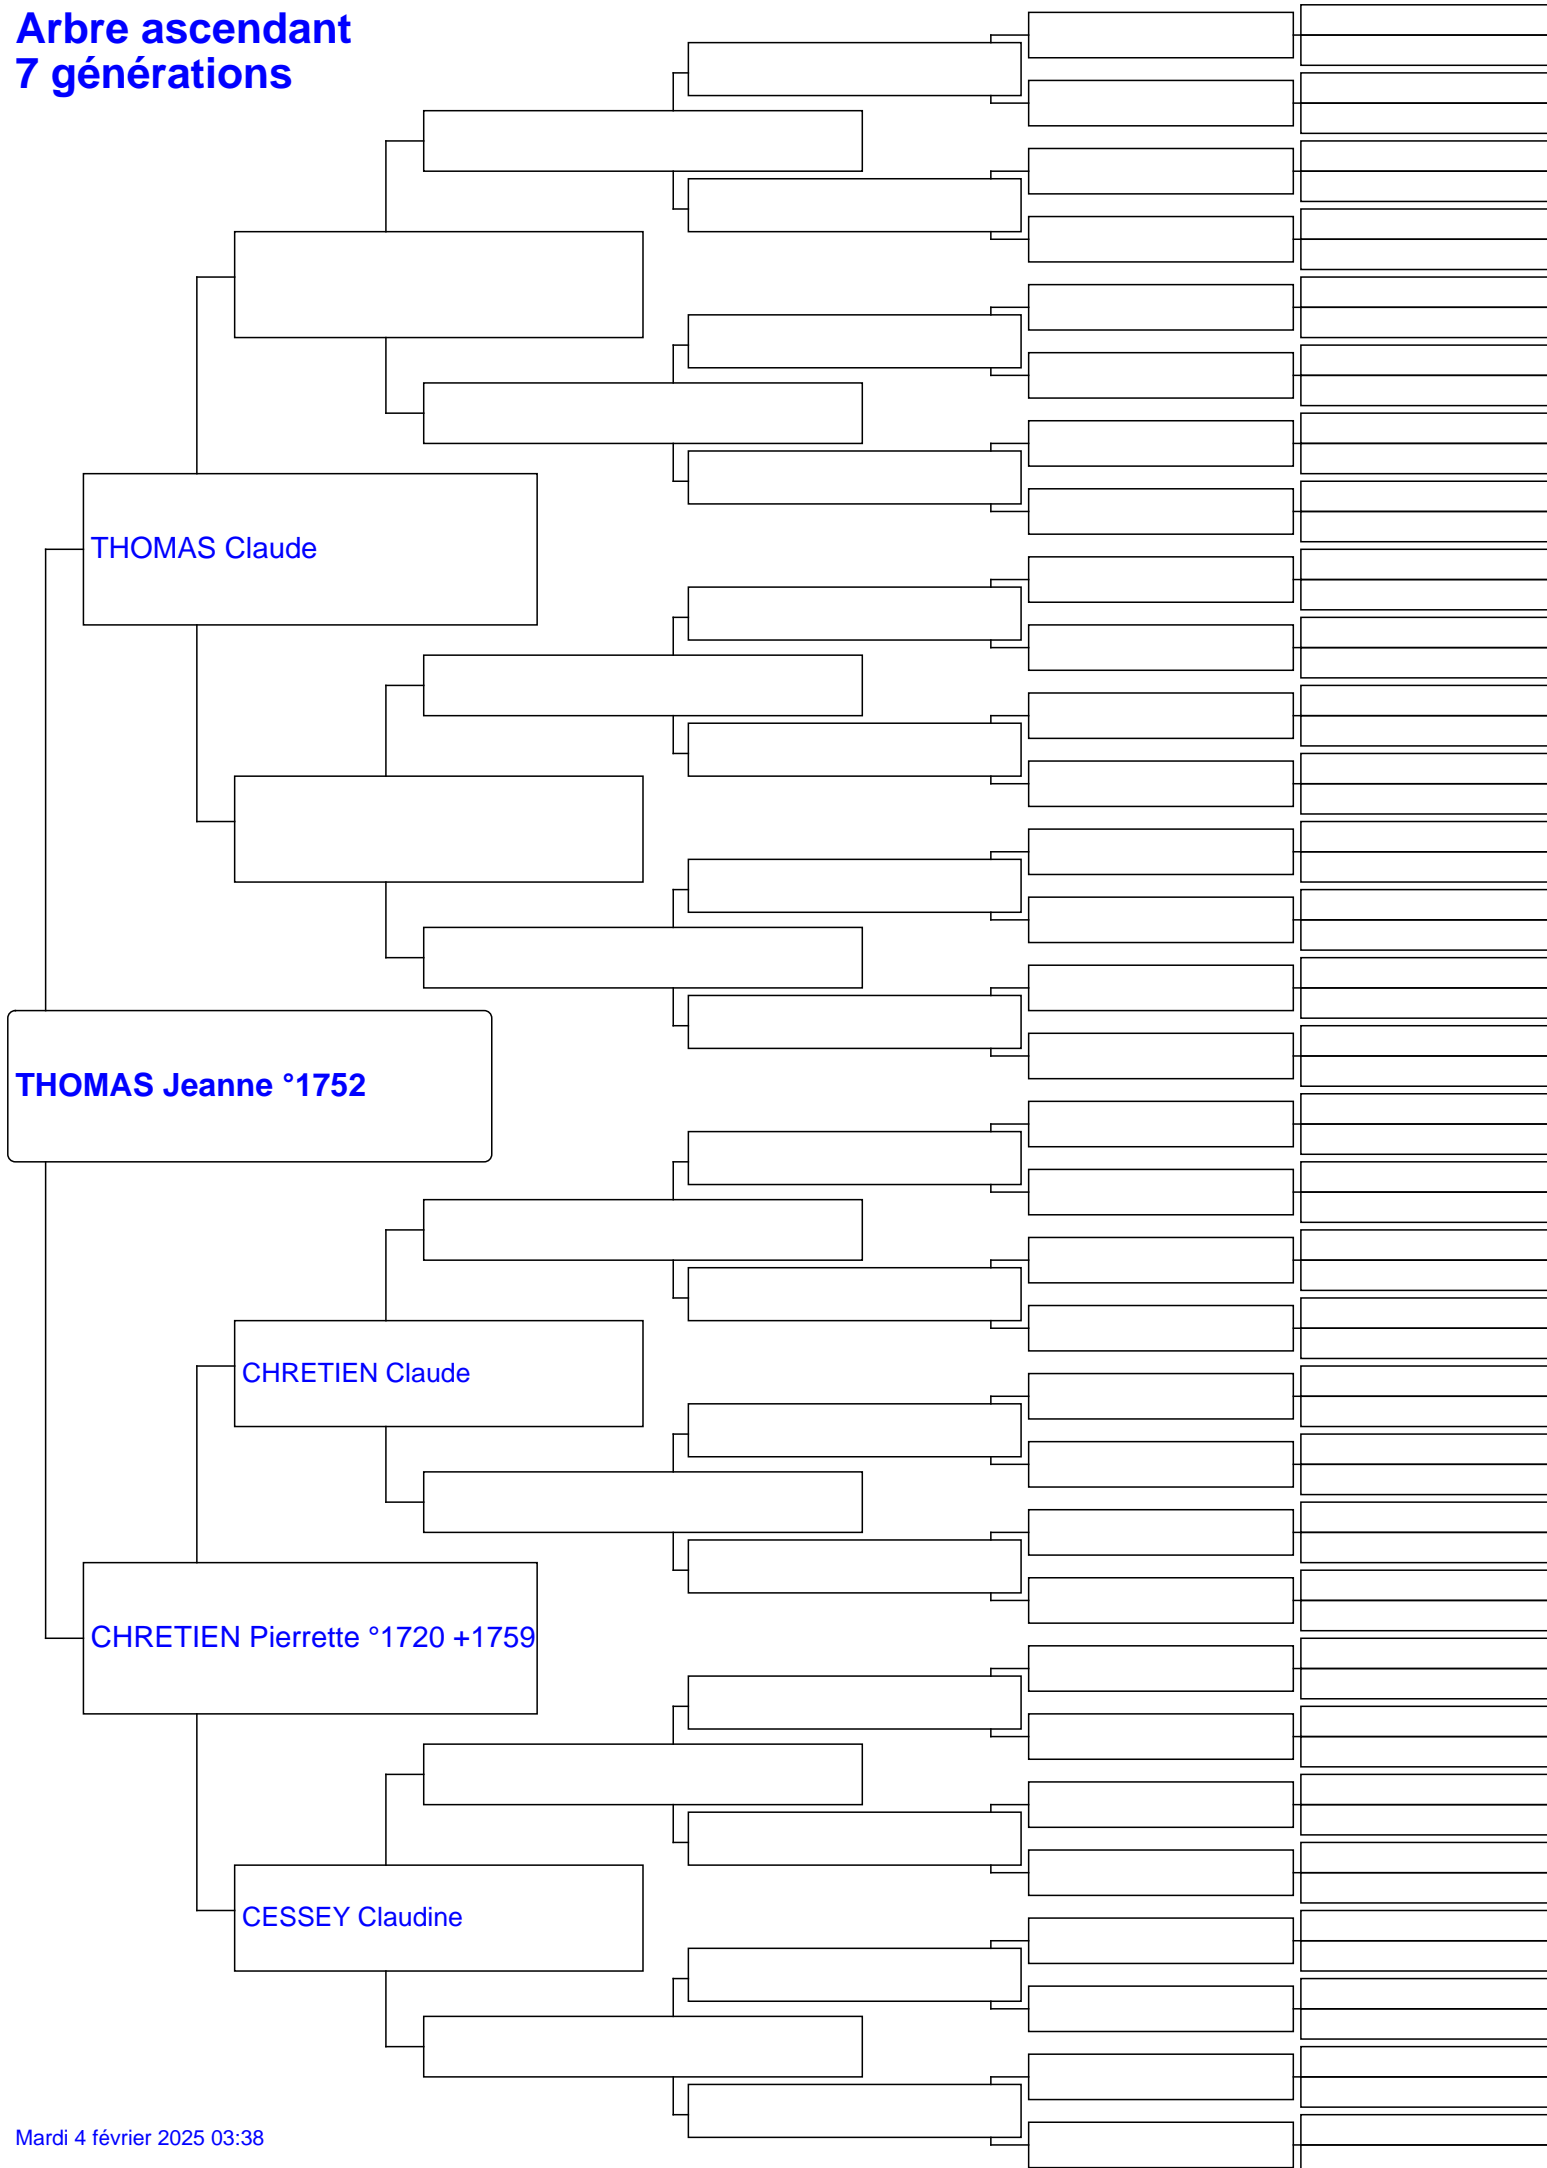 Arbre ascendant
7 générations
THOMAS Claude
THOMAS Jeanne °1752
CHRETIEN Claude
CHRETIEN Pierrette °1720 +1759
CESSEY Claudine
Mardi 4 février 2025 03:38